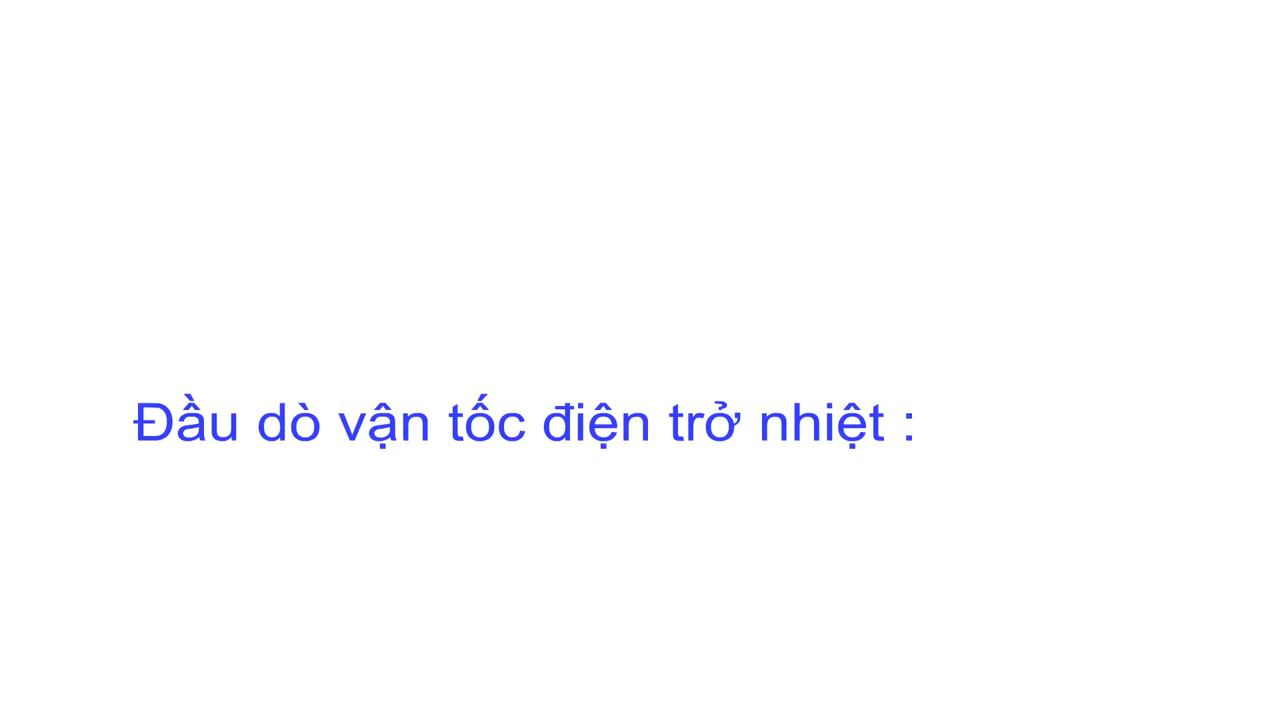 Đầu dò vận tốc điện trở nhiệt :